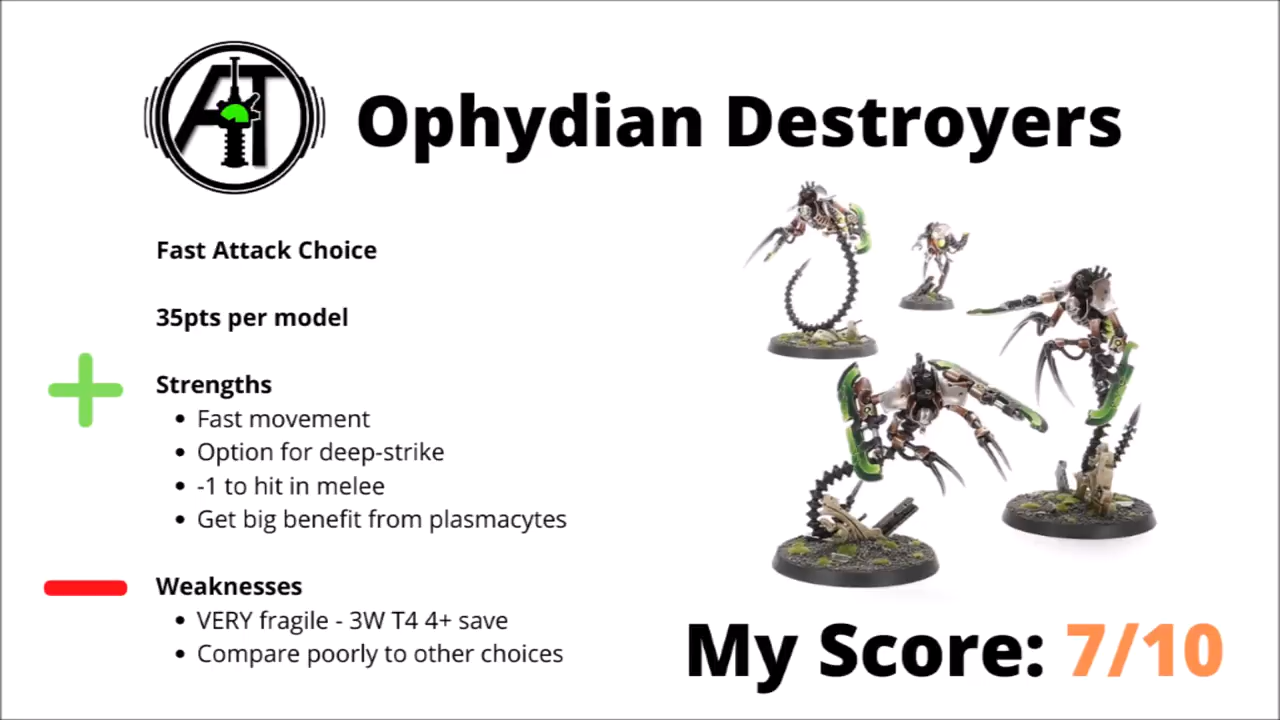 AT
Ophydian Destroyers
Fast Attack Choice
35pts per model
Strengths
• Fast movement
• Option for deep-strike
• -1 to hit in melee
• Get big benefit from plasmacytes
Weaknesses
• VERY fragile - 3W T4 4+ save
• Compare poorly to other choices
My Score: 7/10